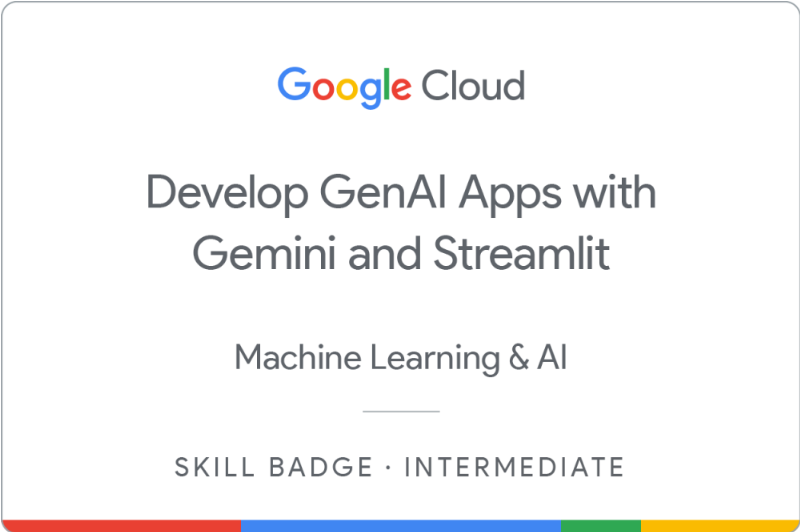 Google Cloud
Develop GenAI Apps with
Gemini and Streamlit
Machine Learning & AI
SKILL BADGE · INTERMEDIATE